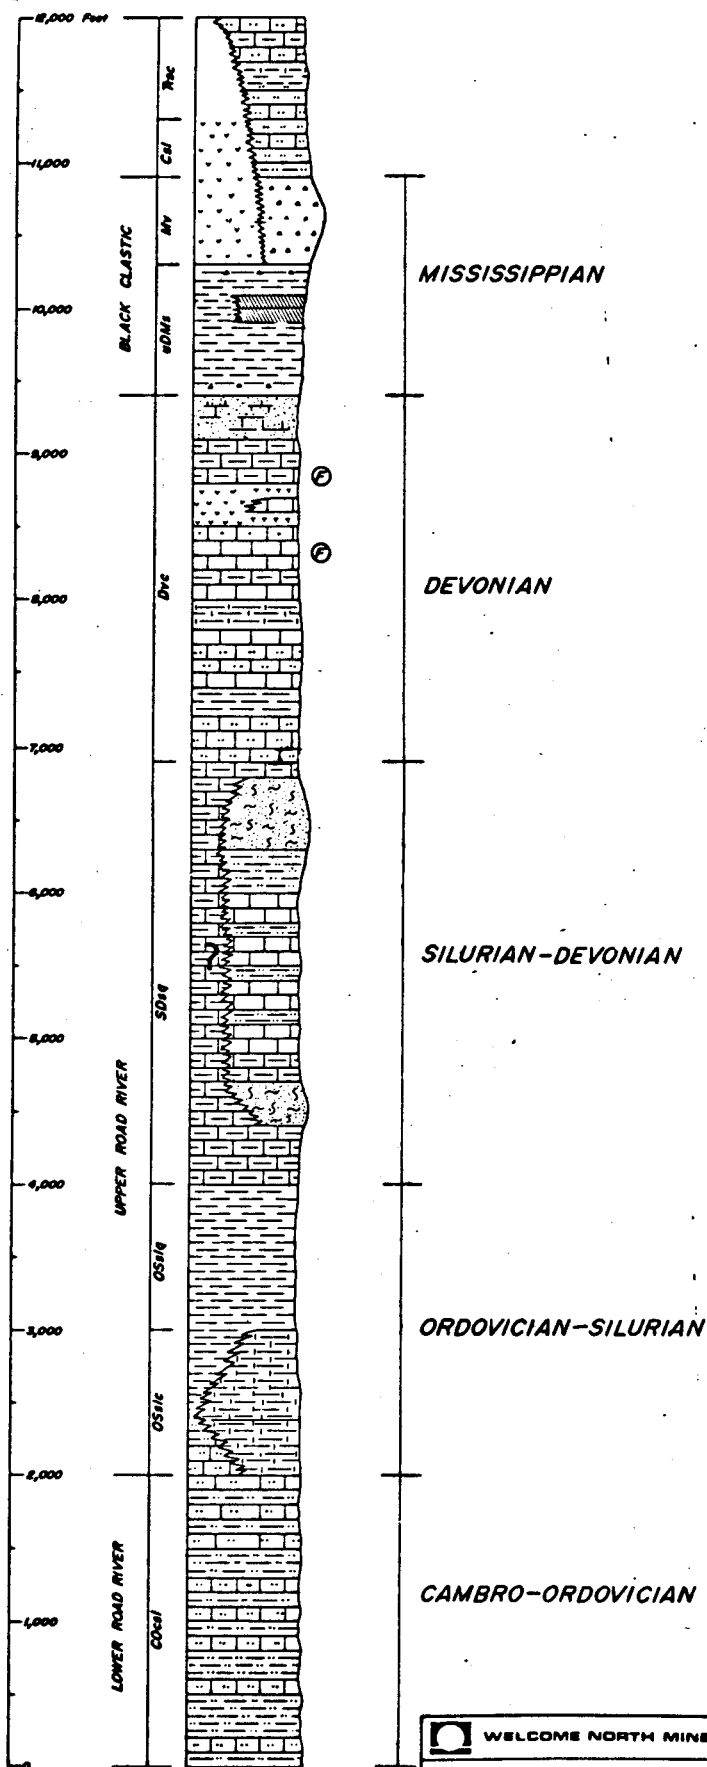 12,000 Feet
Trsc
Csl
11,000
Mv
BLACK CLASTIC
MISSISSIPPIAN
10,000
uDMs
9,000
F
F
DEVONIAN
Dvc
8,000
7,000
6,000
SILURIAN-DEVONIAN
?
SDsq
5,000
UPPER ROAD RIVER
4,000
OSslq
3,000
ORDOVICIAN-SILURIAN
OSslc
2,000
CAMBRO-ORDOVICIAN
1,000
LOWER ROAD RIVER
COcsl
WELCOME NORTH MINE
0